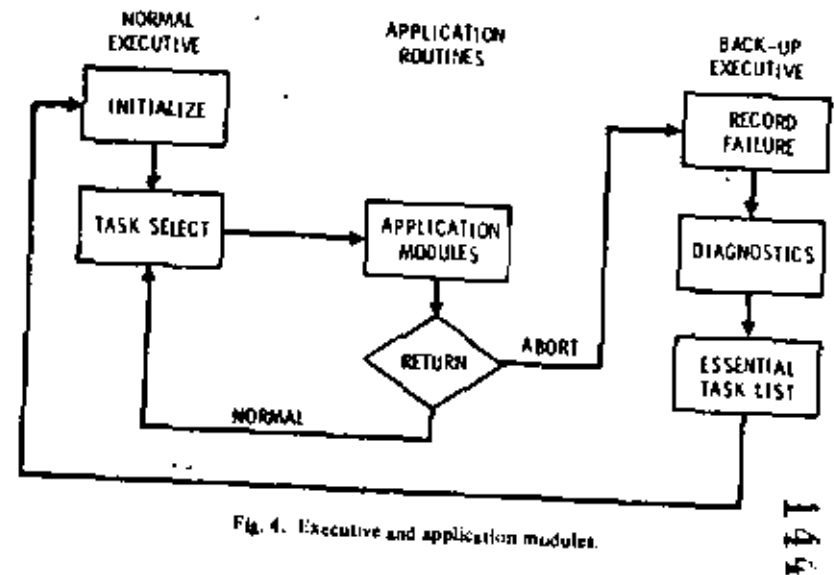 NORMAL
EXECUTIVE
APPLICATION
ROUTINES
BACK-UP
EXECUTIVE
INITIALIZE
RECORD
FAILURE
TASK SELECT
APPLICATION
MODULES
DIAGNOSTICS
RETURN
ABORT
ESSENTIAL
TASK LIST
NORMAL
Fig. 4. Executive and application modules.
144